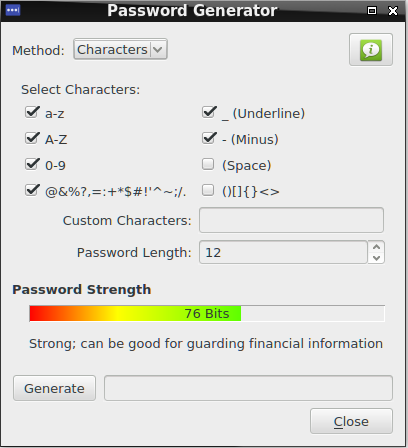 Password Generator
Method: Characters
Select Characters:
a-z
_ (Underline)
A-Z
- (Minus)
0-9
(Space)
@&%?,=:+*$#!'^~;/.
()[]{}<>
Custom Characters:
Password Length: 12
Password Strength
76 Bits
Strong; can be good for guarding financial information
Generate
Close